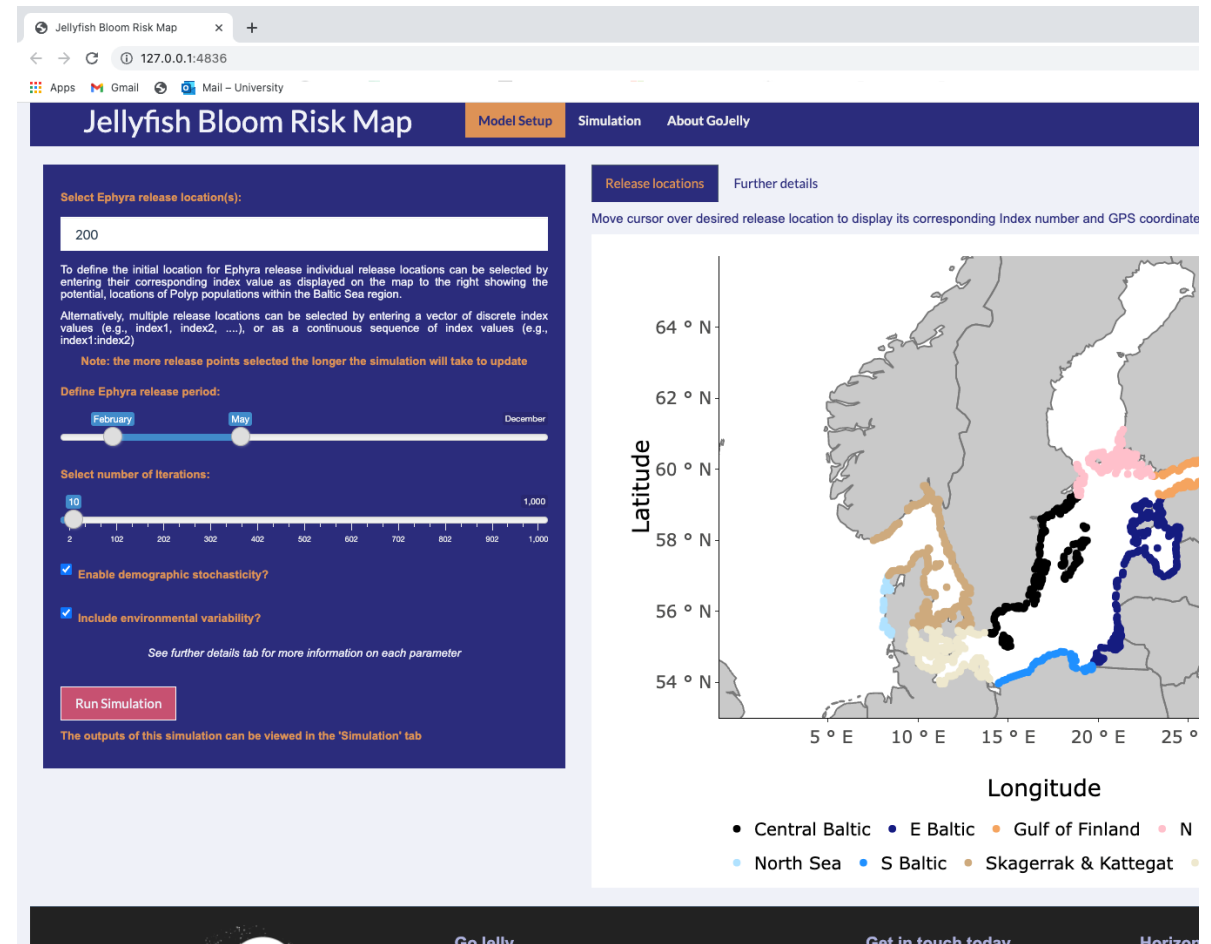 Jellyfish Bloom Risk Map
127.0.0.1:4836
Apps Gmail Mail – University
Jellyfish Bloom Risk Map Model Setup Simulation About GoJelly
Select Ephyra release location(s):
200
To define the initial location for Ephyra release individual release locations can be selected by
entering their corresponding index value as displayed on the map to the right showing the
potential, locations of Polyp populations within the Baltic Sea region.
Alternatively, multiple release locations can be selected by entering a vector of discrete index
values (e.g., index1, index2, ....), or as a continuous sequence of index values (e.g.,
index1:index2)
Note: the more release points selected the longer the simulation will take to update
Define Ephyra release period:
February May December
Select number of Iterations:
10 1,000
2 102 202 302 402 502 602 702 802 902 1,000
Enable demographic stochasticity?
Include environmental variability?
See further details tab for more information on each parameter
Run Simulation
The outputs of this simulation can be viewed in the 'Simulation' tab
Release locations Further details
Move cursor over desired release location to display its corresponding Index number and GPS coordinate
64 ° N
62 ° N
60 ° N
58 ° N
56 ° N
54 ° N
Latitude
5 ° E 10 ° E 15 ° E 20 ° E 25 °
Longitude
Central Baltic E Baltic Gulf of Finland N
North Sea S Baltic Skagerrak & Kattegat
Go Jelly Get in touch today Horizon